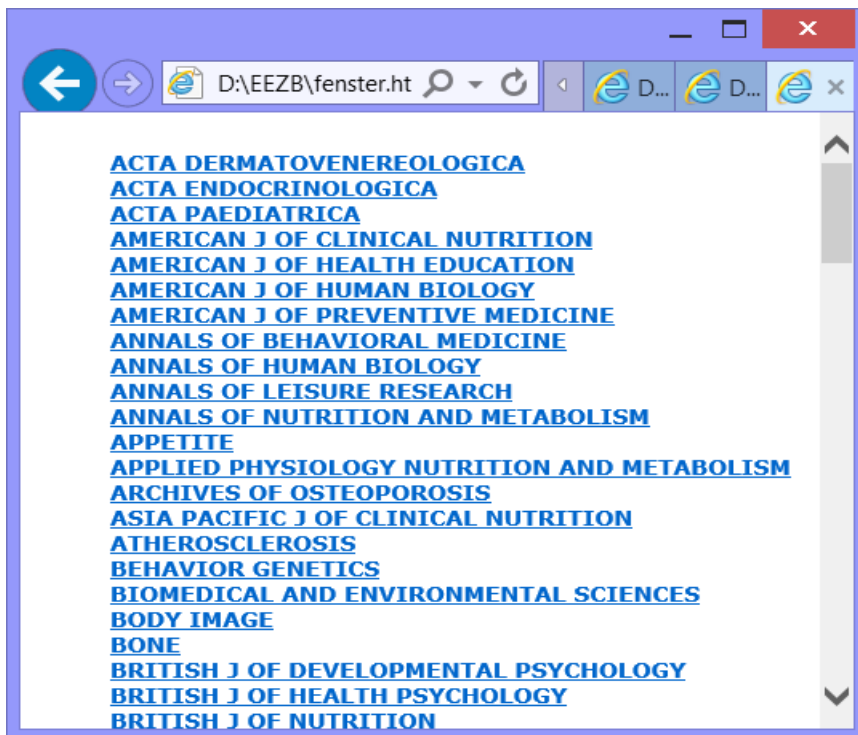 D:\EEZB\fenster.ht
D...
D...
ACTA DERMATOVENEREOLOGICA
ACTA ENDOCRINOLOGICA
ACTA PAEDIATRICA
AMERICAN J OF CLINICAL NUTRITION
AMERICAN J OF HEALTH EDUCATION
AMERICAN J OF HUMAN BIOLOGY
AMERICAN J OF PREVENTIVE MEDICINE
ANNALS OF BEHAVIORAL MEDICINE
ANNALS OF HUMAN BIOLOGY
ANNALS OF LEISURE RESEARCH
ANNALS OF NUTRITION AND METABOLISM
APPETITE
APPLIED PHYSIOLOGY NUTRITION AND METABOLISM
ARCHIVES OF OSTEOPOROSIS
ASIA PACIFIC J OF CLINICAL NUTRITION
ATHEROSCLEROSIS
BEHAVIOR GENETICS
BIOMEDICAL AND ENVIRONMENTAL SCIENCES
BODY IMAGE
BONE
BRITISH J OF DEVELOPMENTAL PSYCHOLOGY
BRITISH J OF HEALTH PSYCHOLOGY
BRITISH J OF NUTRITION